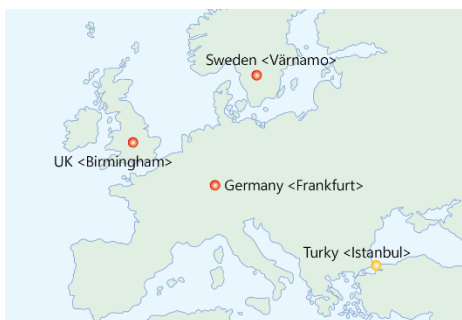 Sweden <Värnamo>
UK <Birmingham>
Germany <Frankfurt>
Turky <Istanbul>